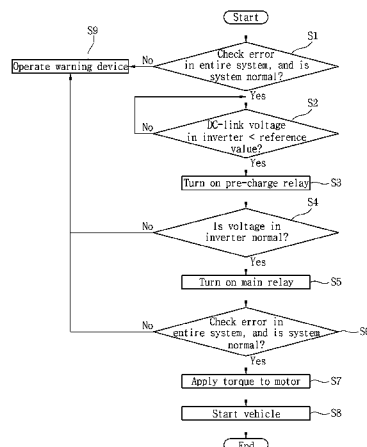 Start
S9
S1
Check error
in entire system, and is
system normal?
No
Operate warning device
Yes
S2
DC-link voltage
in inverter < reference
value?
No
Yes
Turn on pre-charge relay
S3
S4
No
Is voltage in
inverter normal?
Yes
Turn on main relay
S5
No
Check error in
entire system, and is system
normal?
S6
Yes
Apply torque to motor
S7
Start vehicle
S8
End